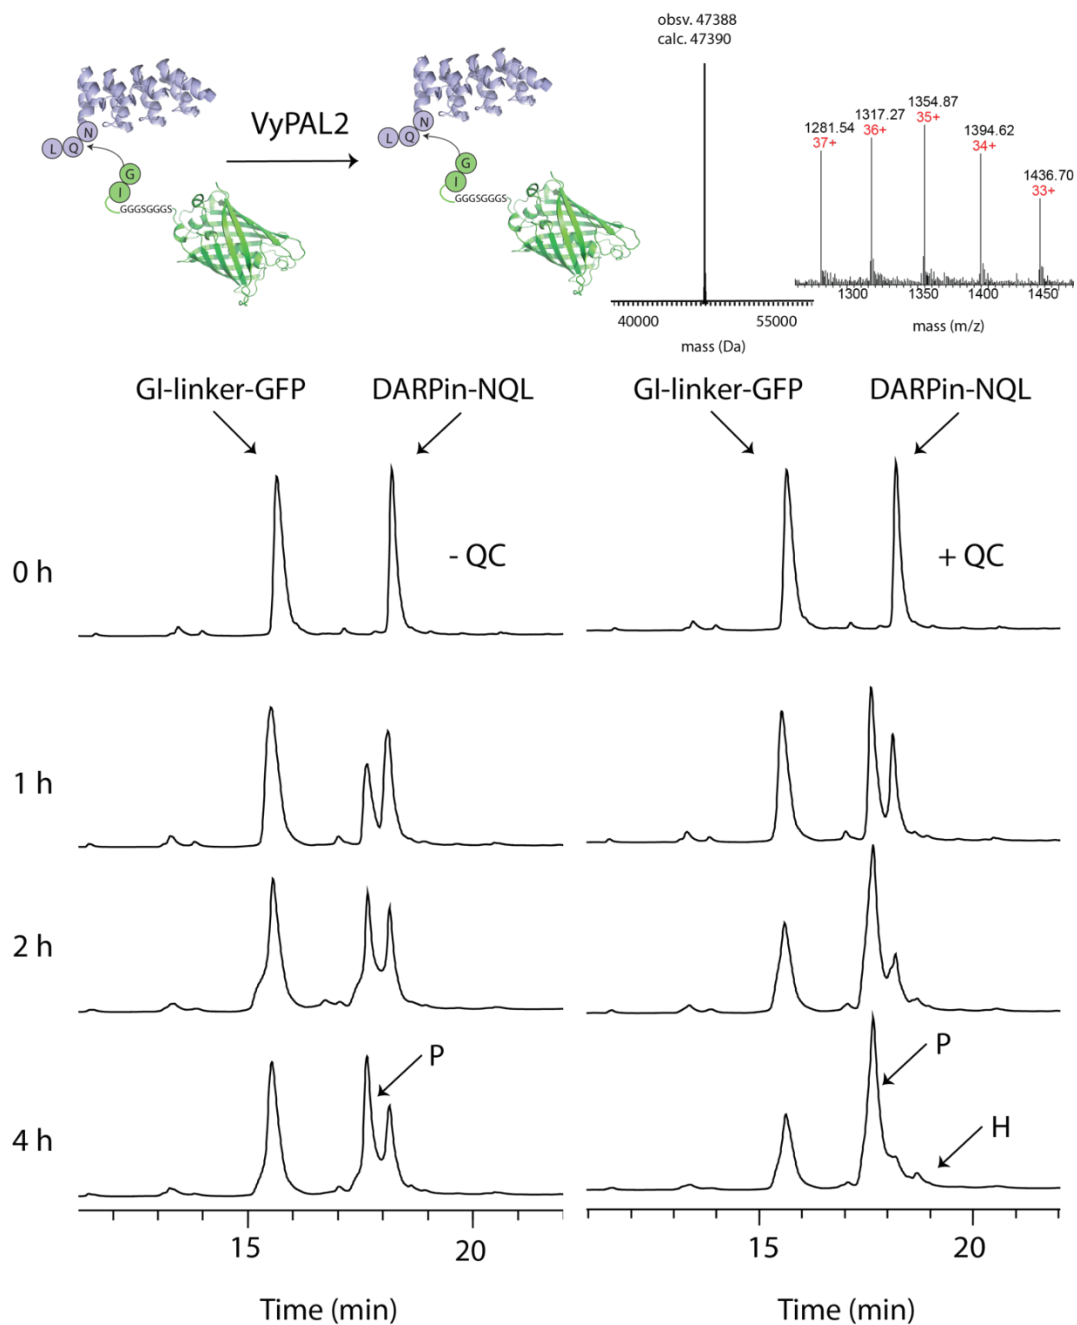 obsv. 47388
calc. 47390
VyPAL2
N
Q
L
G
I
GGGSGGGS
N
Q
L
G
I
GGGSGGGS
40000
55000
mass (Da)
1281.54
37+
1317.27
36+
1354.87
35+
1394.62
34+
1436.70
33+
1300
1350
1400
1450
mass (m/z)
GI-linker-GFP
DARPin-NQL
GI-linker-GFP
DARPin-NQL
0 h
- QC
+ QC
1 h
2 h
4 h
P
P
H
15
20
15
20
Time (min)
Time (min)